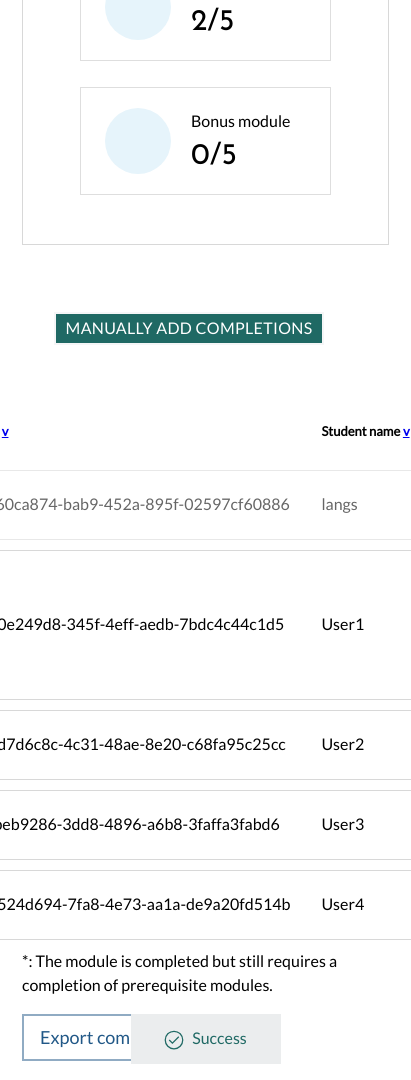 2/5
Bonus module
0/5
MANUALLY ADD COMPLETIONS
v Student name v
60ca874-bab9-452a-895f-02597cf60886 langs
0e249d8-345f-4eff-aedb-7bdc4c44c1d5 User1
d7d6c8c-4c31-48ae-8e20-c68fa95c25cc User2
beb9286-3dd8-4896-a6b8-3faffa3fabd6 User3
524d694-7fa8-4e73-aa1a-de9a20fd514b User4
*: The module is completed but still requires a
completion of prerequisite modules.
Export com Success